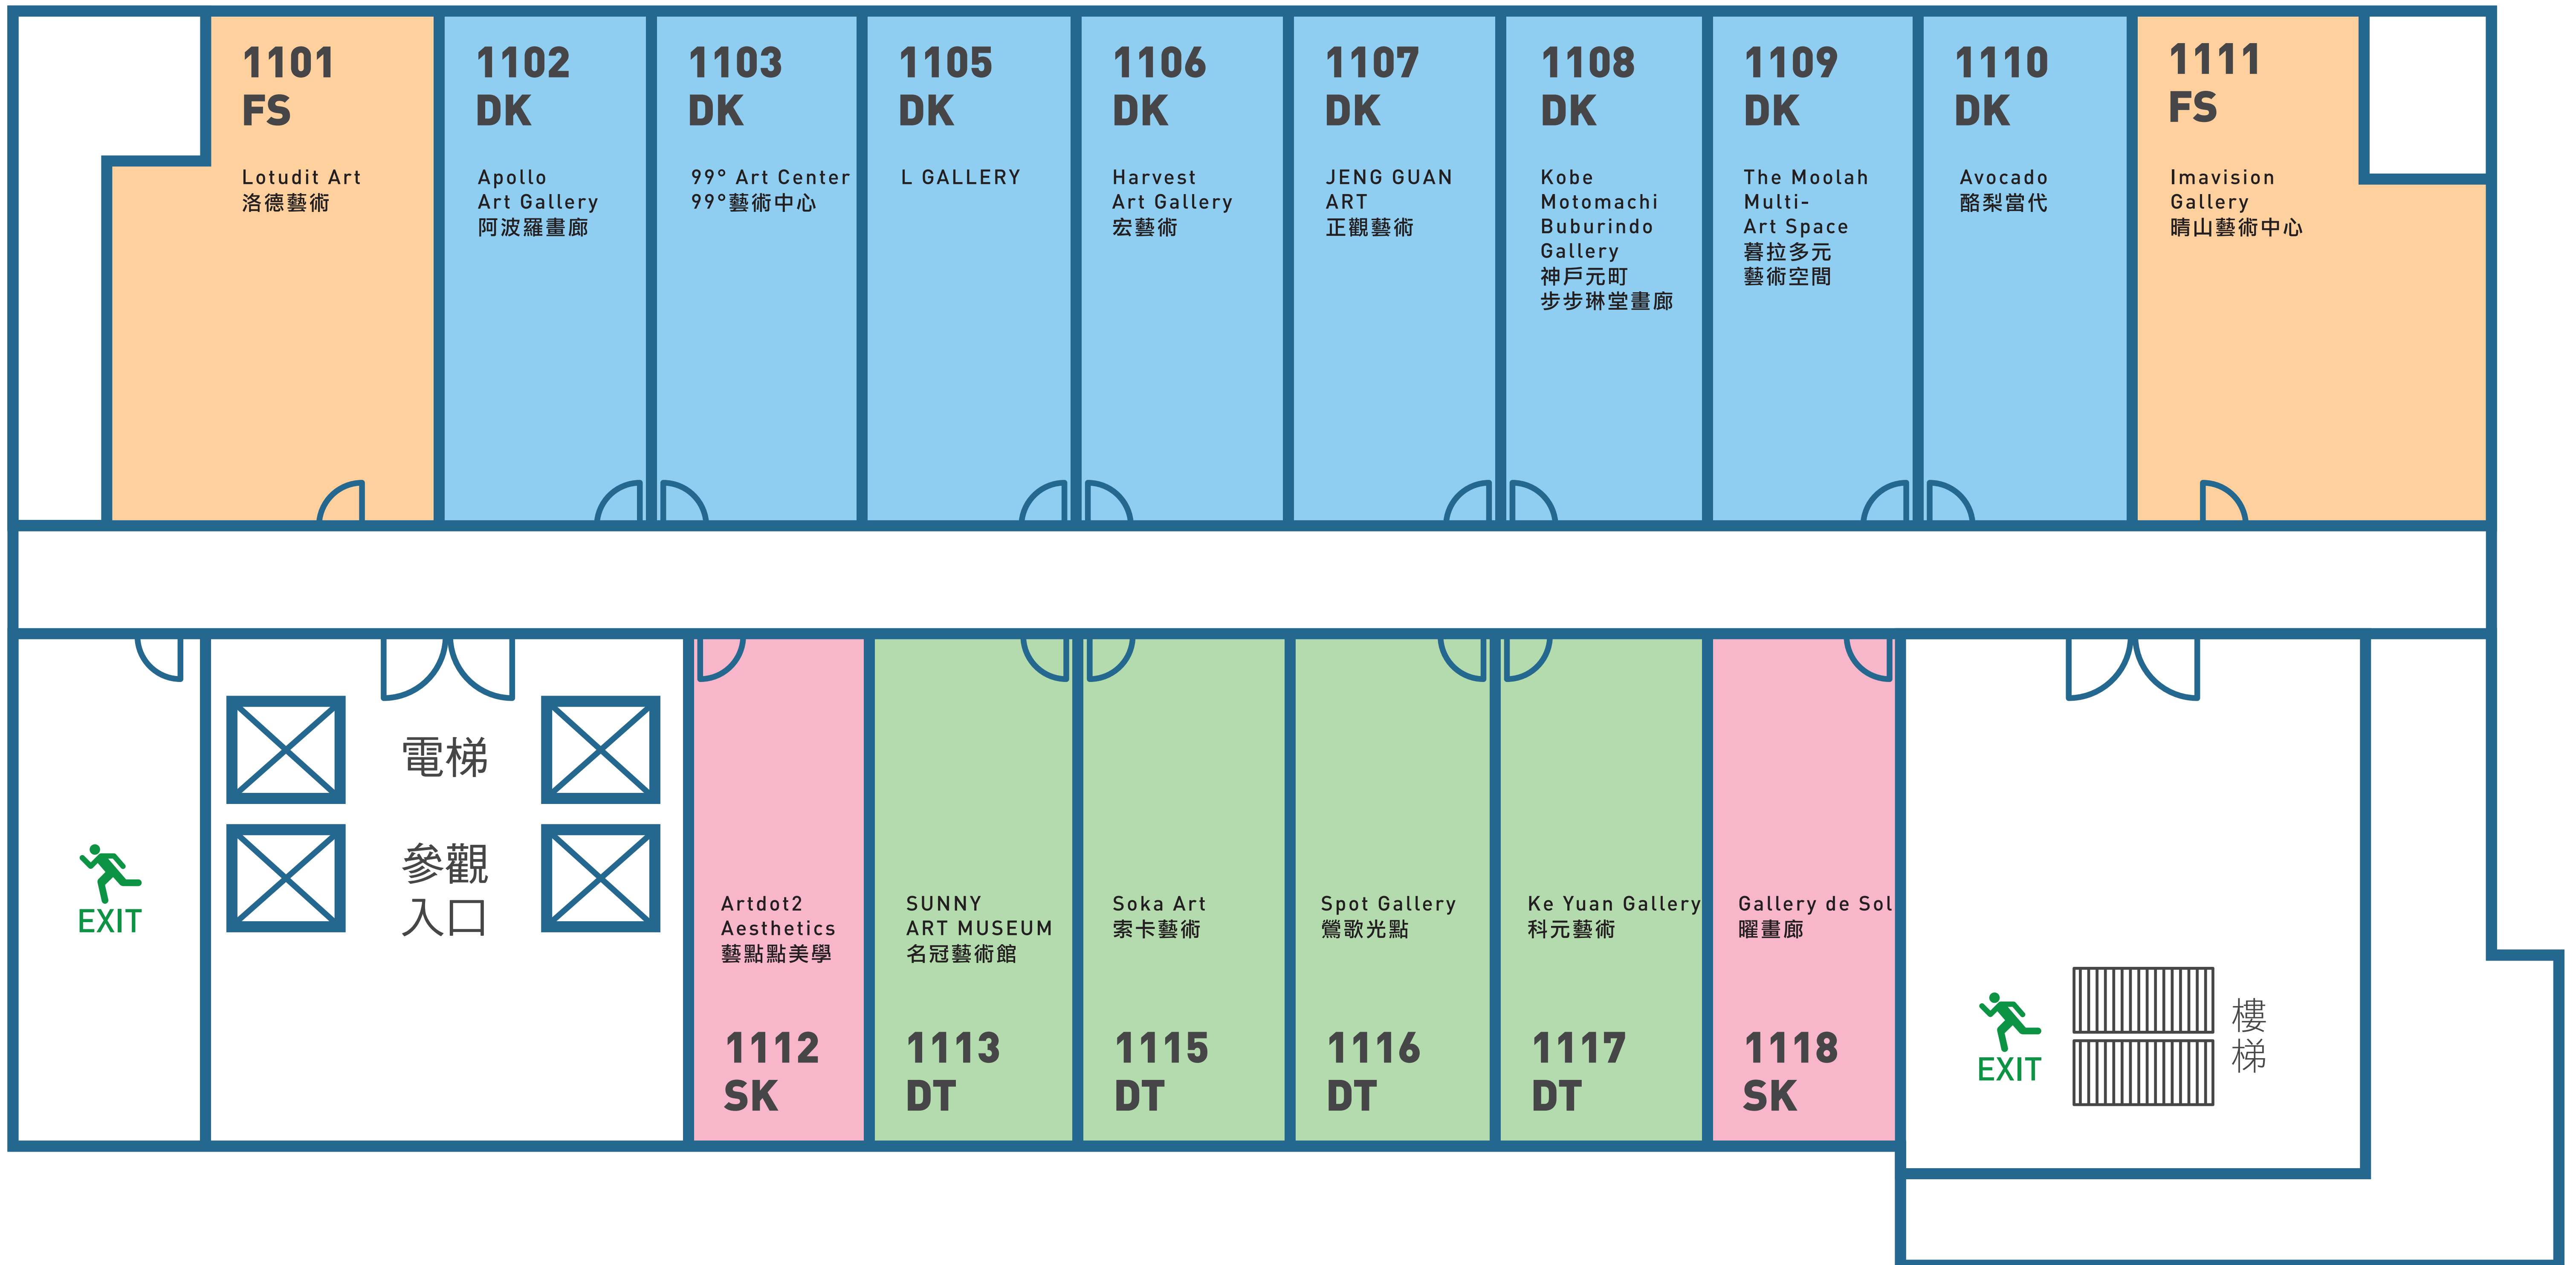 1101
FS
Lotudit Art
洛德藝術
1102
DK
Apollo
Art Gallery
阿波羅畫廊
1103
DK
99° Art Center
99°藝術中心
1105
DK
L GALLERY
1106
DK
Harvest
Art Gallery
宏藝術
1107
DK
JENG GUAN
ART
正觀藝術
1108
DK
Kobe
Motomachi
Buburindo
Gallery
神戶元町
步步琳堂畫廊
1109
DK
The Moolah
Multi-
Art Space
暮拉多元
藝術空間
1110
DK
Avocado
酪梨當代
1111
FS
Imavision
Gallery
晴山藝術中心
EXIT
電梯
參觀
入口
Artdot2
Aesthetics
藝點點美學
1112
SK
SUNNY
ART MUSEUM
名冠藝術館
1113
DT
Soka Art
索卡藝術
1115
DT
Spot Gallery
鶯歌光點
1116
DT
Ke Yuan Gallery
科元藝術
1117
DT
Gallery de Sol
曜畫廊
1118
SK
EXIT
樓梯